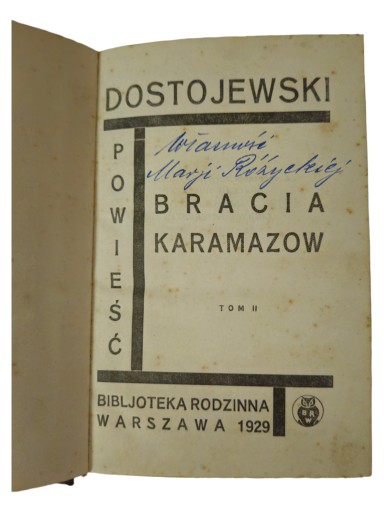 DOSTOJEWSKI
POWIEŚĆ
Własność
Marji Różyckiej
BRACIA
KARAMAZOW
TOM II
BIBLJOTEKA RODZINNA
WARSZAWA 1929
B R
W